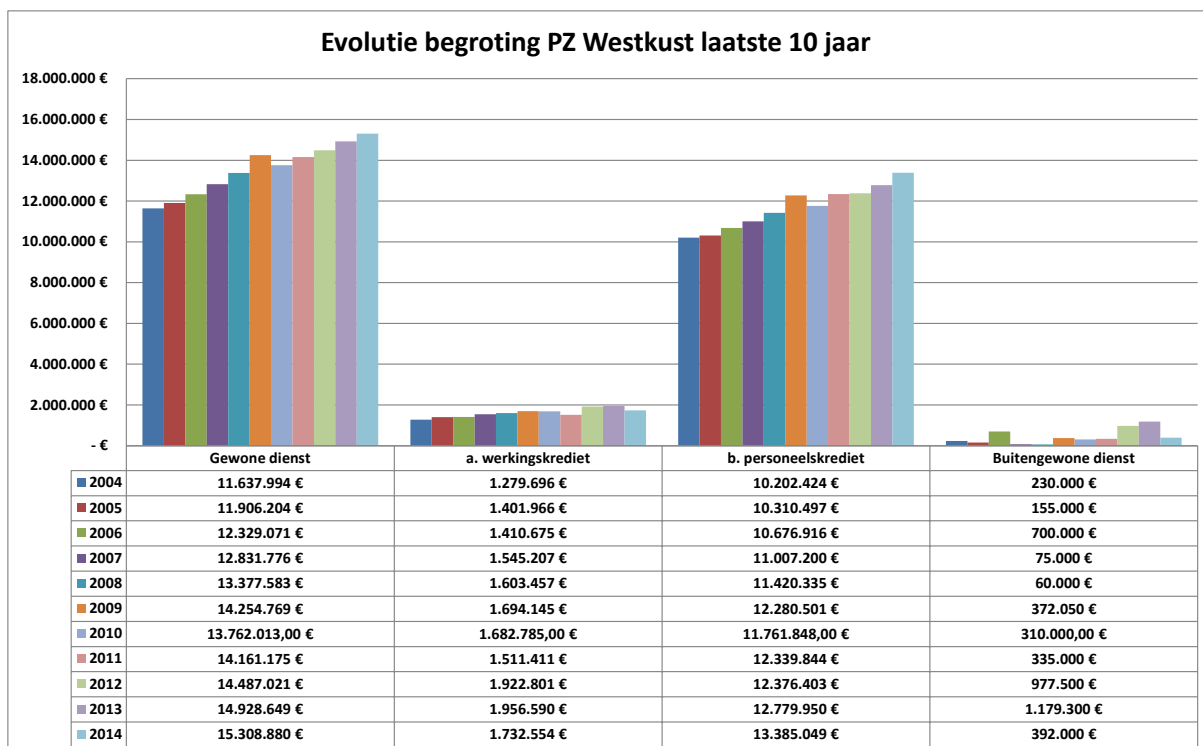 Evolutie begroting PZ Westkust laatste 10 jaar
18.000.000 €
16.000.000 €
14.000.000 €
12.000.000 €
10.000.000 €
8.000.000 €
6.000.000 €
4.000.000 €
2.000.000 €
- €
Gewone dienst a. werkingskrediet b. personeelskrediet Buitengewone dienst
2004 11.637.994 € 1.279.696 € 10.202.424 € 230.000 €
2005 11.906.204 € 1.401.966 € 10.310.497 € 155.000 €
2006 12.329.071 € 1.410.675 € 10.676.916 € 700.000 €
2007 12.831.776 € 1.545.207 € 11.007.200 € 75.000 €
2008 13.377.583 € 1.603.457 € 11.420.335 € 60.000 €
2009 14.254.769 € 1.694.145 € 12.280.501 € 372.050 €
2010 13.762.013,00 € 1.682.785,00 € 11.761.848,00 € 310.000,00 €
2011 14.161.175 € 1.511.411 € 12.339.844 € 335.000 €
2012 14.487.021 € 1.922.801 € 12.376.403 € 977.500 €
2013 14.928.649 € 1.956.590 € 12.779.950 € 1.179.300 €
2014 15.308.880 € 1.732.554 € 13.385.049 € 392.000 €